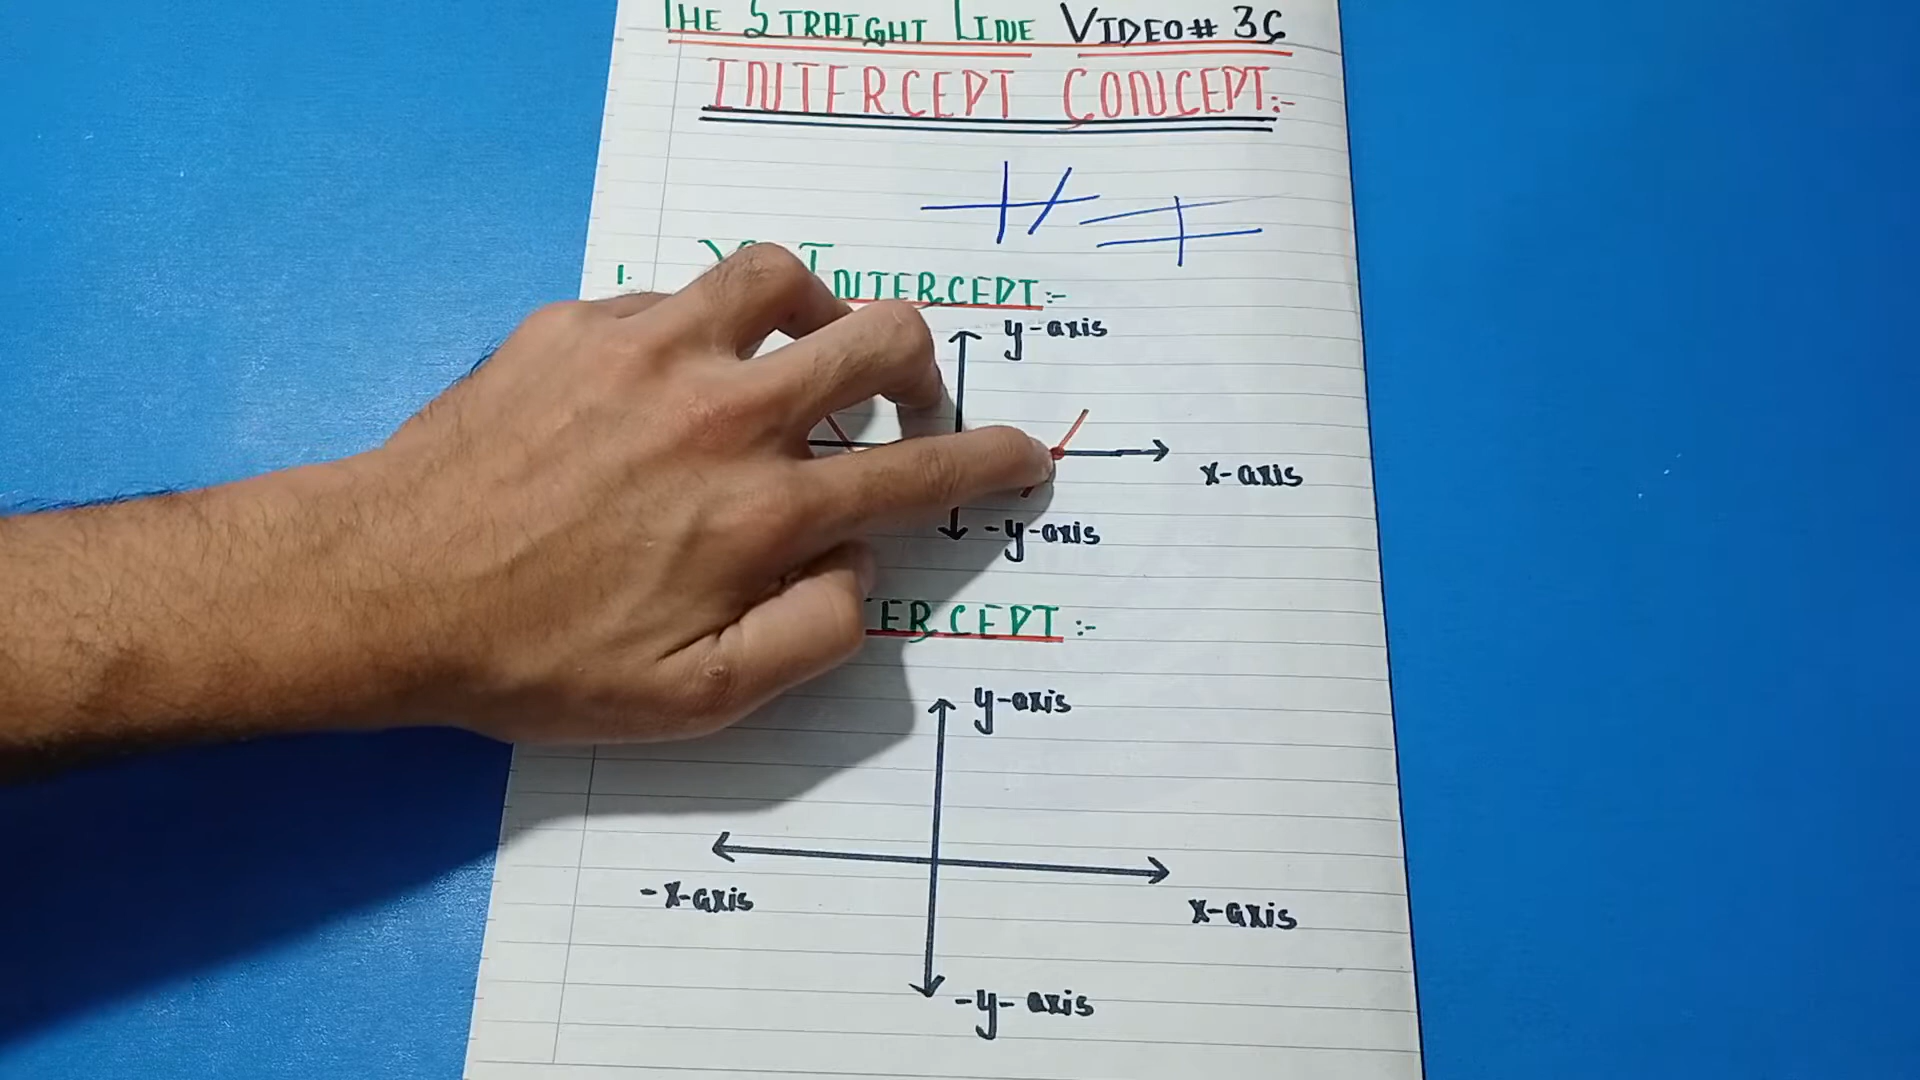 THE STRAIGHT LINE VIDEO# 3C
INTERCEPT CONCEPT:-
1.
INTERCEPT:-
y-axis
x-axis
-y-axis
ERCEPT:-
y-axis
-x-axis
x-axis
-y-axis